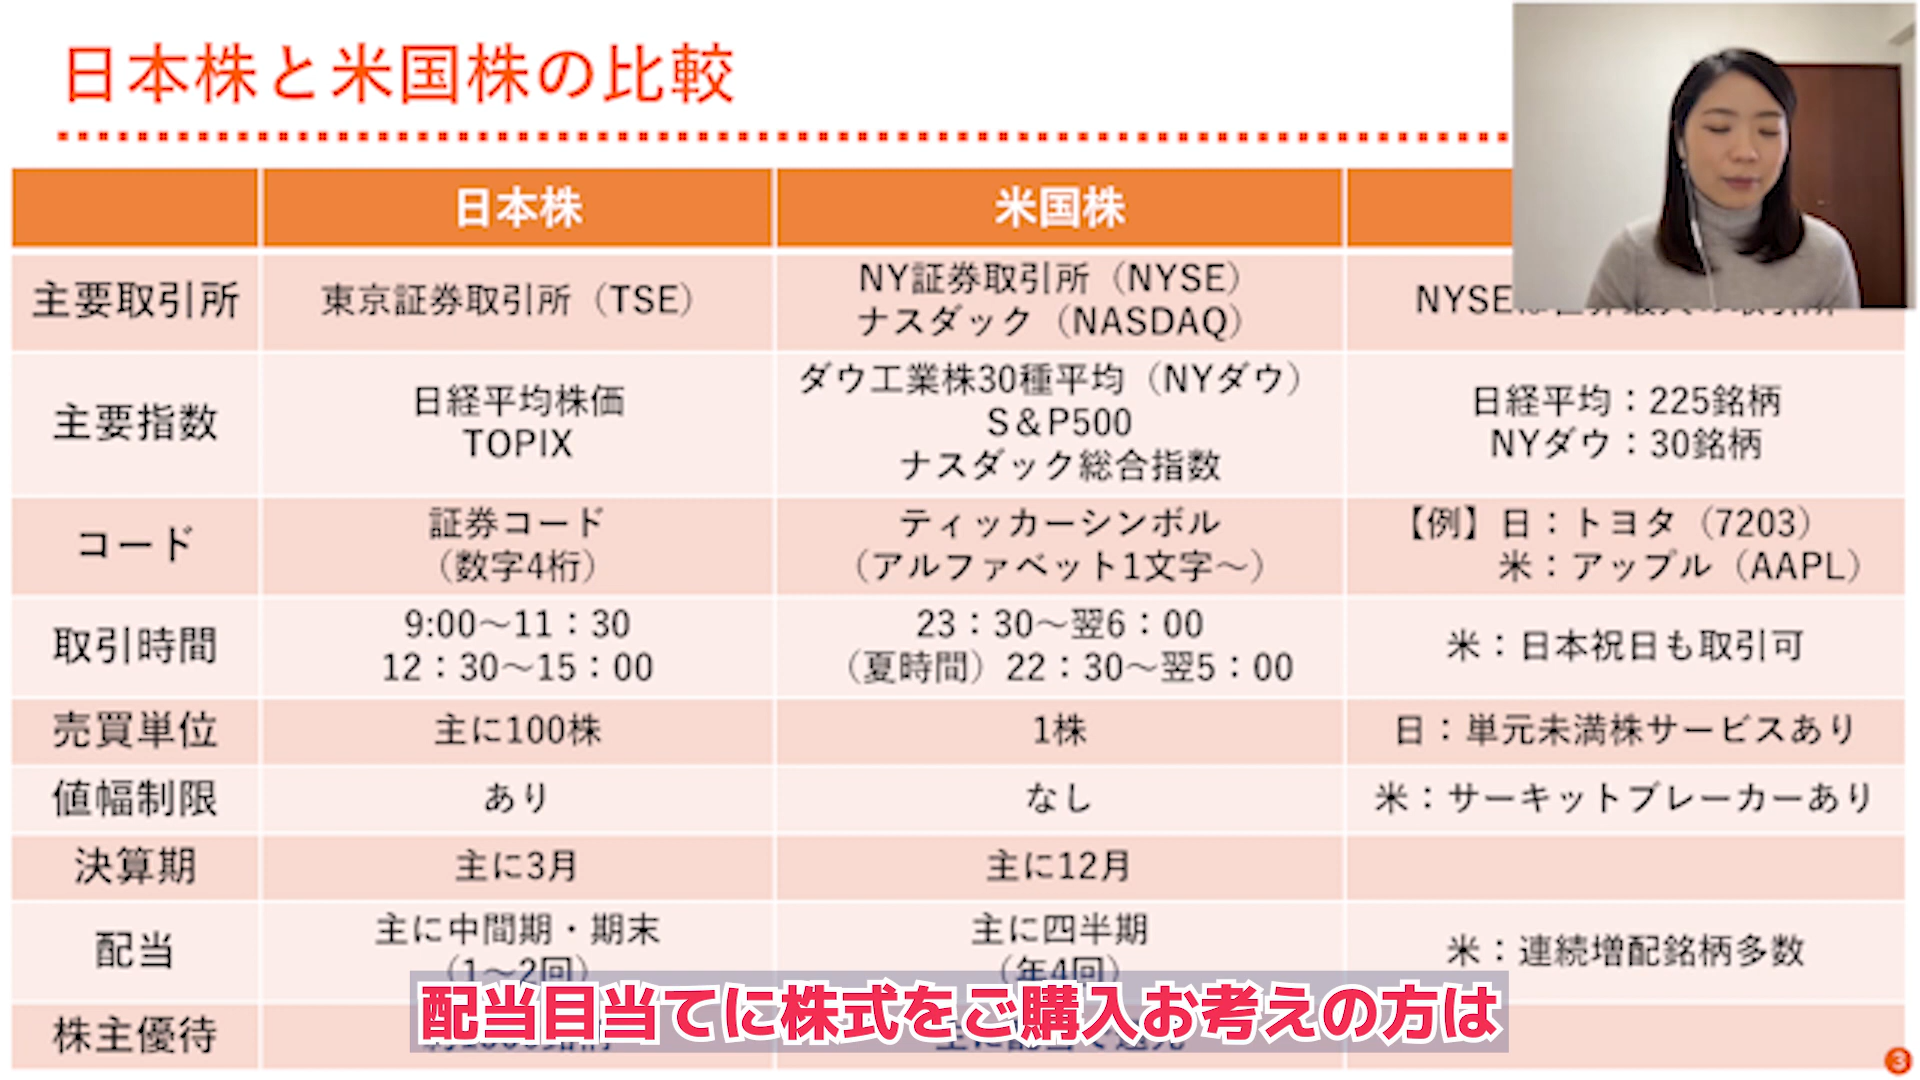 日本株と米国株の比較
日本株 米国株
主要取引所 東京証券取引所（TSE） NY証券取引所（NYSE）
ナスダック（NASDAQ） NYSE
主要指数 日経平均株価
TOPIX ダウ工業株30種平均（NYダウ）
S＆P500
ナスダック総合指数 日経平均：225銘柄
NYダウ：30銘柄
コード 証券コード
（数字4桁） ティッカーシンボル
（アルファベット1文字～） 【例】日：トヨタ（7203）
米：アップル（AAPL）
取引時間 9:00～11：30
12：30～15：00 23：30～翌6：00
（夏時間）22：30～翌5：00 米：日本祝日も取引可
売買単位 主に100株 1株 日：単元未満株サービスあり
値幅制限 あり なし 米：サーキットブレーカーあり
決算期 主に3月 主に12月
配当 主に中間期・期末
（1～2回） 主に四半期
（年4回） 米：連続増配銘柄多数
株主優待
配当目当てに株式をご購入お考えの方は
3